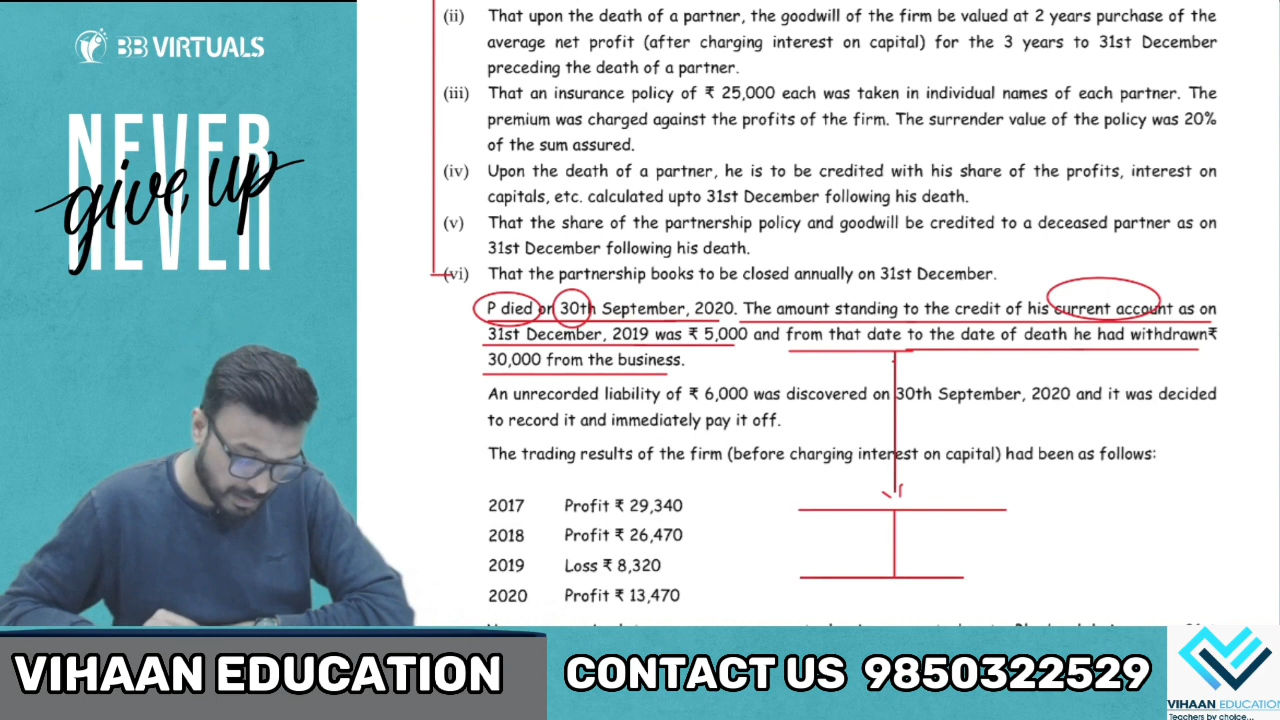 BB VIRTUALS
NEVER
give up
NEVER
(ii) That upon the death of a partner, the goodwill of the firm be valued at 2 years purchase of the
average net profit (after charging interest on capital) for the 3 years to 31st December
preceding the death of a partner.
(iii) That an insurance policy of ₹ 25,000 each was taken in individual names of each partner. The
premium was charged against the profits of the firm. The surrender value of the policy was 20%
of the sum assured.
(iv) Upon the death of a partner, he is to be credited with his share of the profits, interest on
capitals, etc. calculated upto 31st December following his death.
(v) That the share of the partnership policy and goodwill be credited to a deceased partner as on
31st December following his death.
(vi) That the partnership books to be closed annually on 31st December.
P died on 30th September, 2020. The amount standing to the credit of his current account as on
31st December, 2019 was ₹ 5,000 and from that date to the date of death he had withdrawn₹
30,000 from the business.
An unrecorded liability of ₹ 6,000 was discovered on 30th September, 2020 and it was decided
to record it and immediately pay it off.
The trading results of the firm (before charging interest on capital) had been as follows:
2017 Profit ₹ 29,340
2018 Profit ₹ 26,470
2019 Loss ₹ 8,320
2020 Profit ₹ 13,470
VIHAAN EDUCATION
CONTACT US 9850322529
VIHAAN EDUCATION
Teachers by choice...